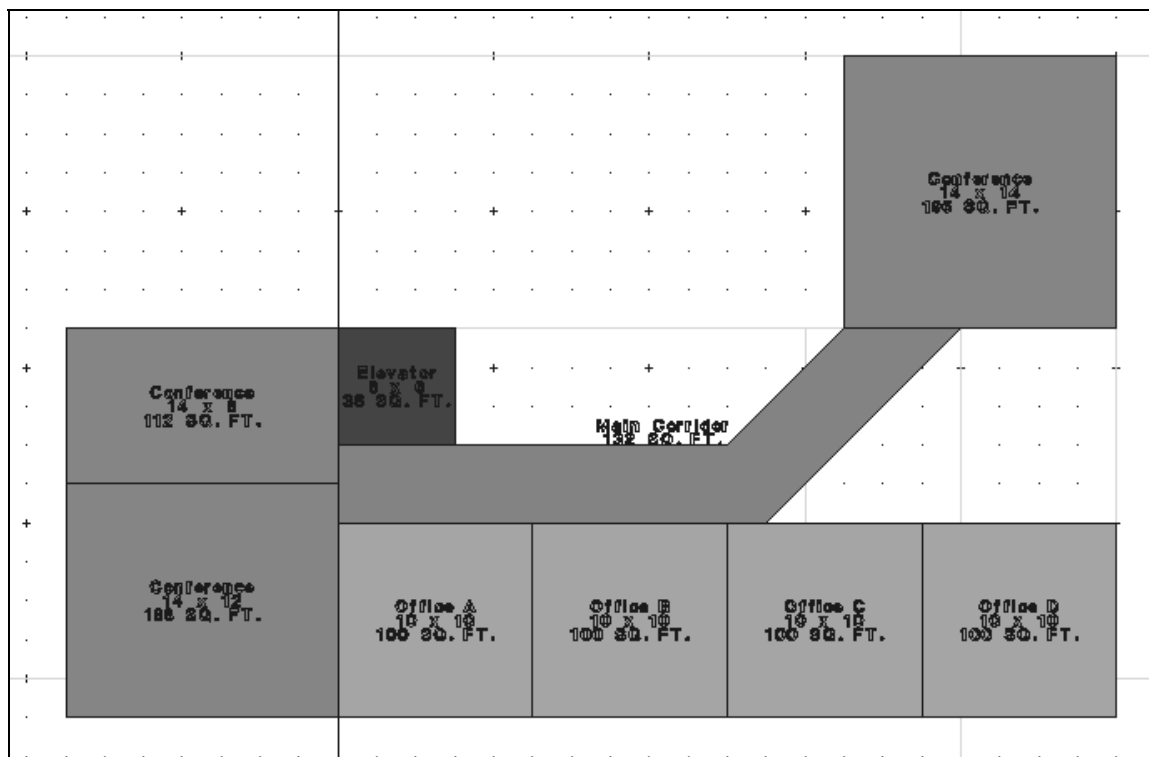 Conference
14 x 14
196 SQ. FT.
Elevator
6 x 6
36 SQ. FT.
Conference
14 x 8
112 SQ. FT.
Main Corridor
132 SQ. FT.
Conference
14 x 12
168 SQ. FT.
Office A
10 x 10
100 SQ. FT.
Office B
10 x 10
100 SQ. FT.
Office C
10 x 10
100 SQ. FT.
Office D
10 x 10
100 SQ. FT.